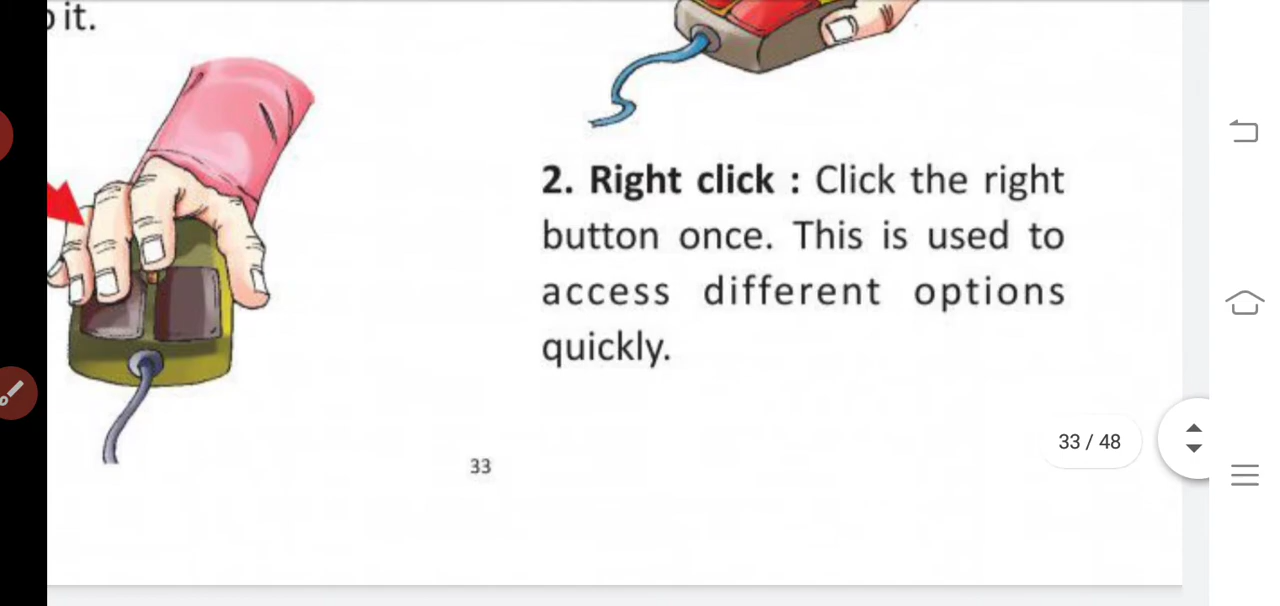 it.
2. Right click : Click the right
button once. This is used to
access different options
quickly.
33 / 48
33